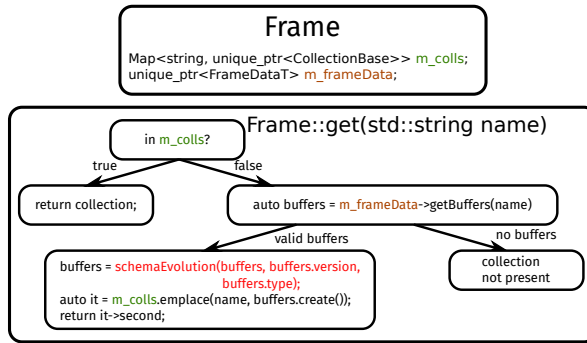 Frame
Map<string, unique_ptr<CollectionBase>> m_colls;
unique_ptr<FrameDataT> m_frameData;
Frame::get(std::string name)
in m_colls?
true
false
return collection;
auto buffers = m_frameData->getBuffers(name)
valid buffers
no buffers
buffers = schemaEvolution(buffers, buffers.version,
buffers.type);
auto it = m_colls.emplace(name, buffers.create());
return it->second;
collection
not present